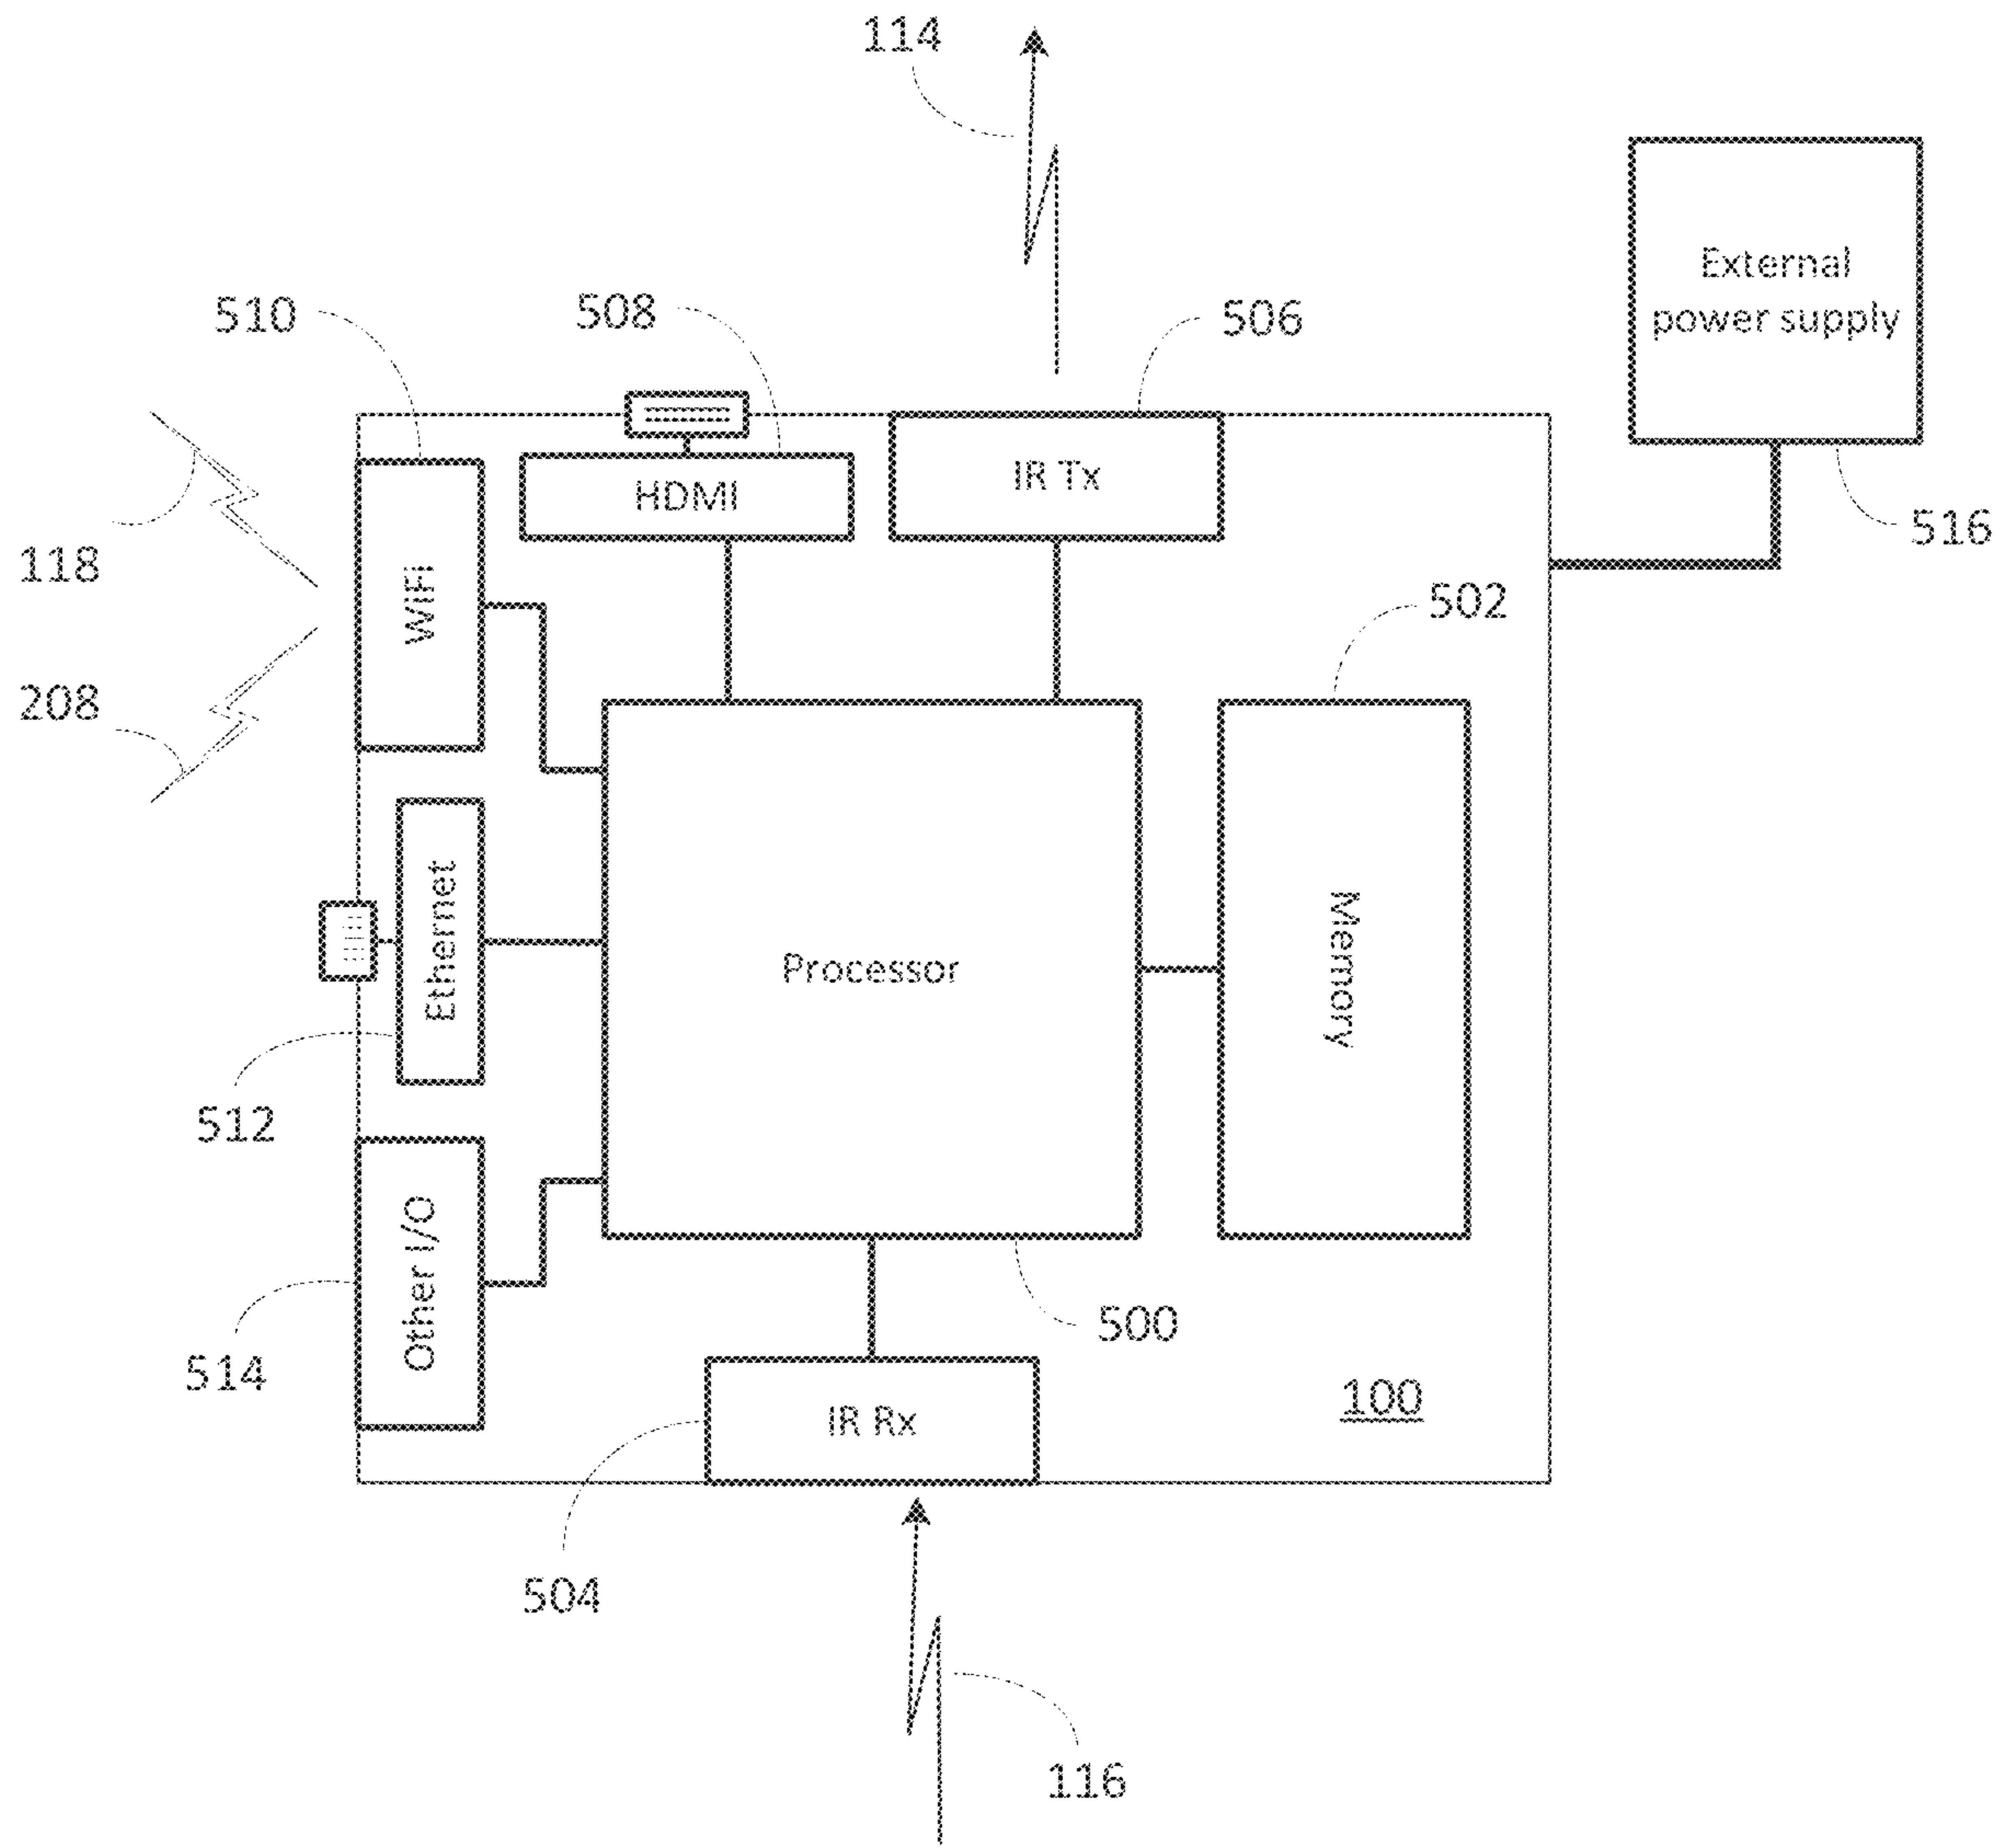 114
External
power supply
510
508
506
516
HDMI
IR Tx
118
WiFi
502
208
Ethernet
Processor
Memory
512
Other I/O
500
514
IR Rx
100
504
116